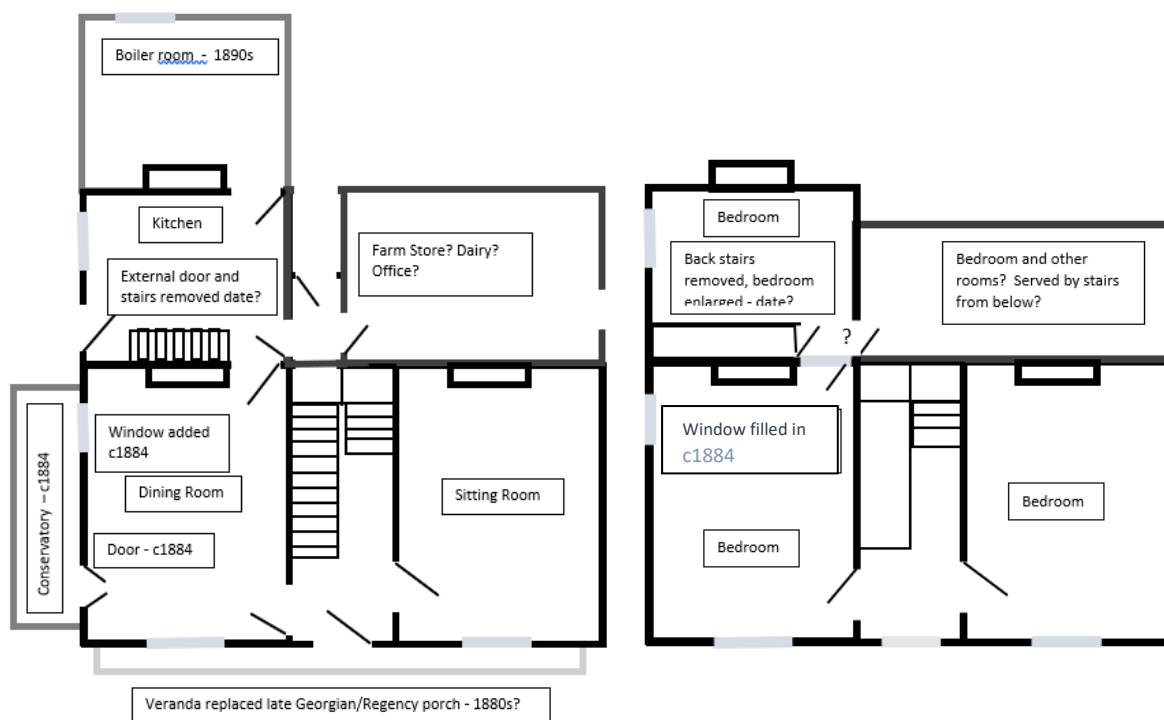 Boiler room - 1890s
Kitchen
External door and
stairs removed date?
Farm Store? Dairy?
Office?
Window added
c1884
Dining Room
Door - c1884
Conservatory – c1884
Sitting Room
Veranda replaced late Georgian/Regency porch - 1880s?
Bedroom
Back stairs
removed, bedroom
enlarged - date?
?
Bedroom and other
rooms? Served by stairs
from below?
Window filled in
c1884
Bedroom
Bedroom